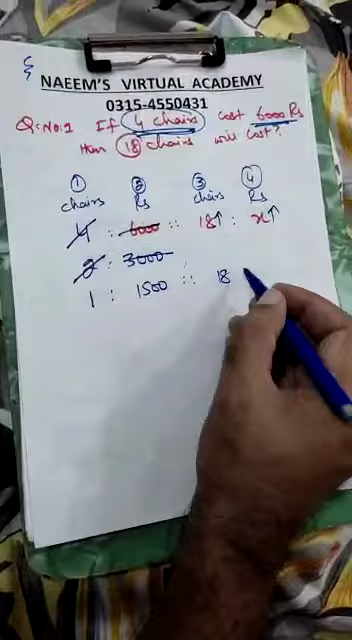 NAEEM'S VIRTUAL ACADEMY
0315-4550431
Q:No:1 If 4 chairs cost 6000 Rs
then 18 chairs will cost?
① ② ③ ④
chairs Rs chairs Rs
4 : 6000 :: 18↑ : x↑
2 : 3000
1 : 1500 :: 18